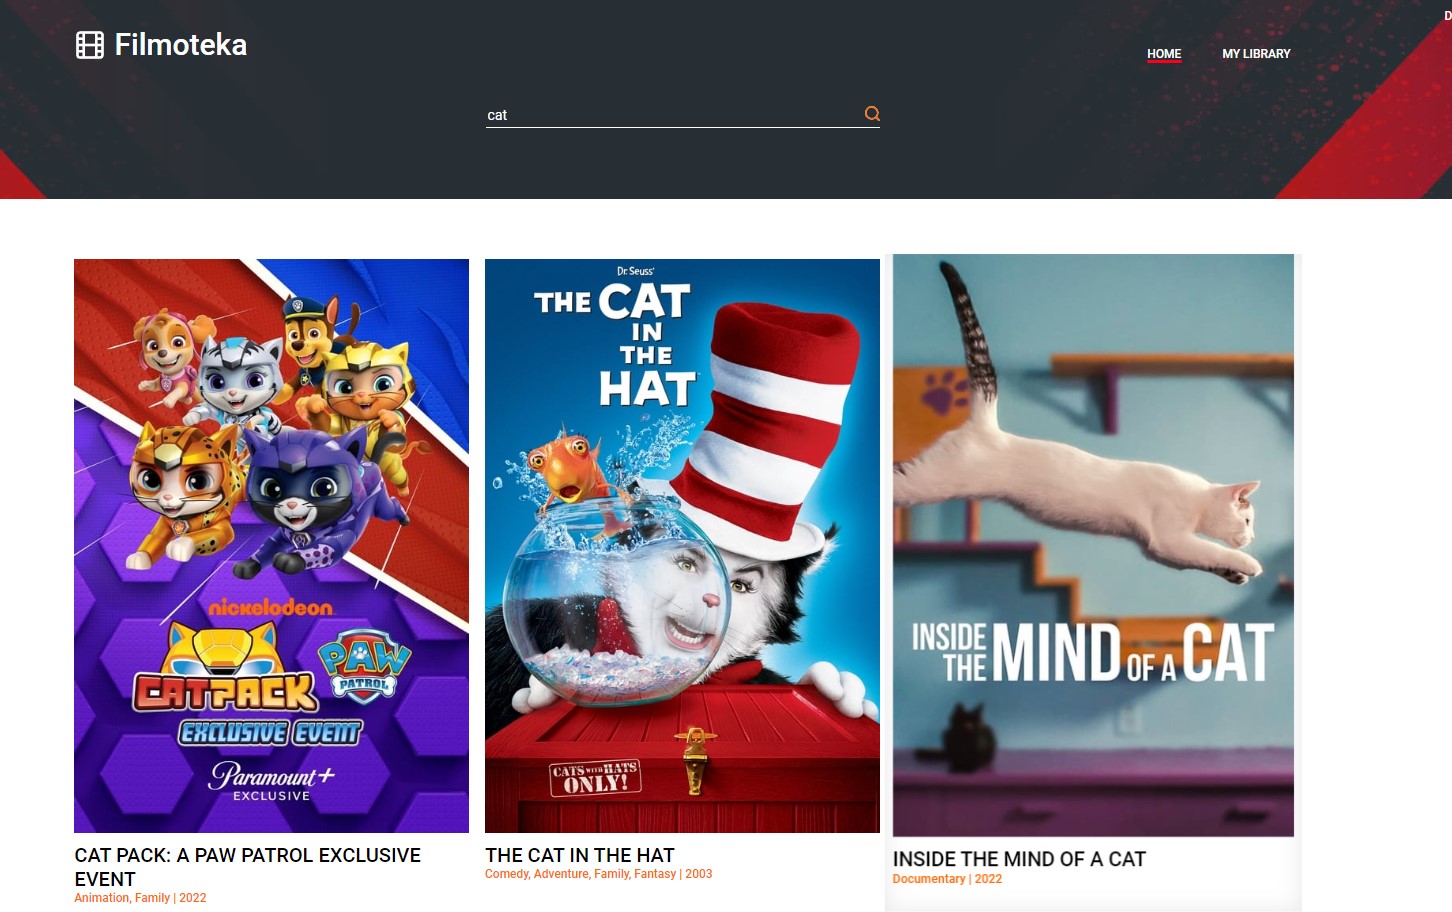 D
Filmoteka
HOME
MY LIBRARY
cat
Dr. Seuss'
THE CAT
IN
THE
HAT
INSIDE
THE MIND OF A CAT
nickelodeon
CATPACK
PAW
PATROL
EXCLUSIVE EVENT
Paramount+
EXCLUSIVE
CATS WITH HATS
ONLY!
CAT PACK: A PAW PATROL EXCLUSIVE
EVENT
Animation, Family | 2022
THE CAT IN THE HAT
Comedy, Adventure, Family, Fantasy | 2003
INSIDE THE MIND OF A CAT
Documentary | 2022